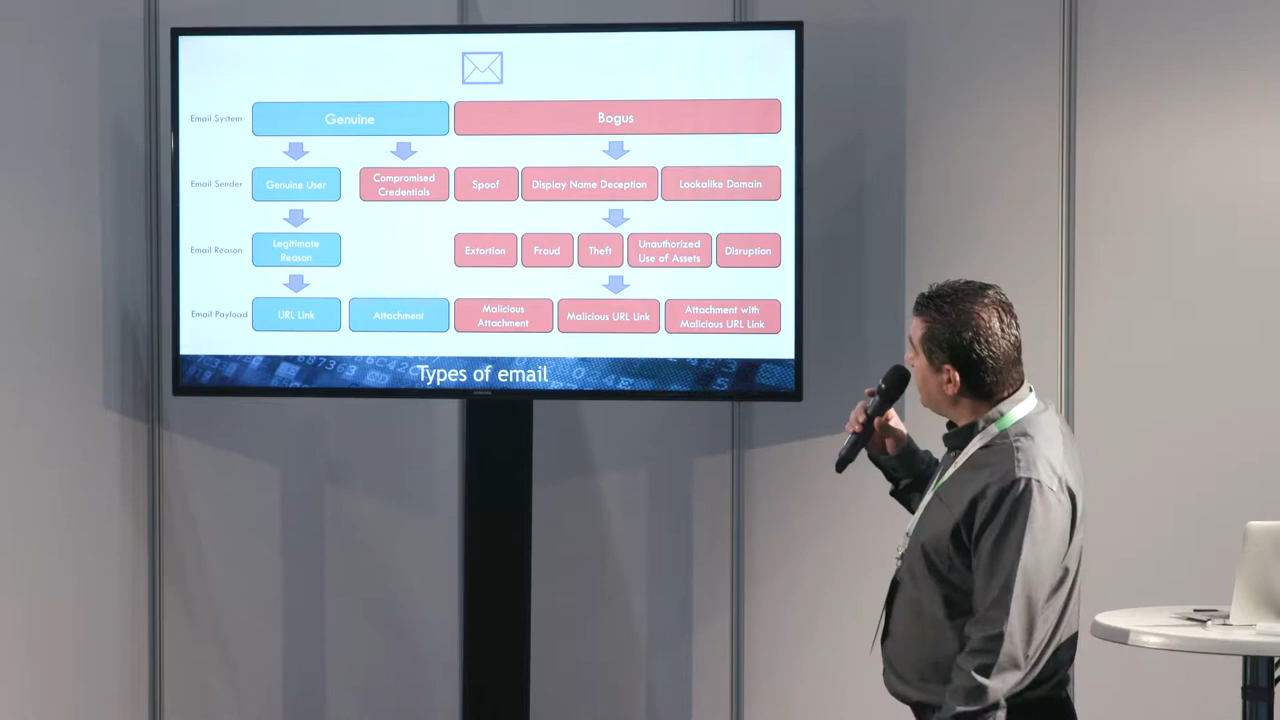 Email System
Genuine
Bogus
Email Sender
Genuine User
Compromised
Credentials
Spoof
Display Name Deception
Lookalike Domain
Email Reason
Legitimate
Reason
Extortion
Fraud
Theft
Unauthorized
Use of Assets
Disruption
Email Payload
URL Link
Attachment
Malicious
Attachment
Malicious URL Link
Attachment with
Malicious URL Link
Types of email